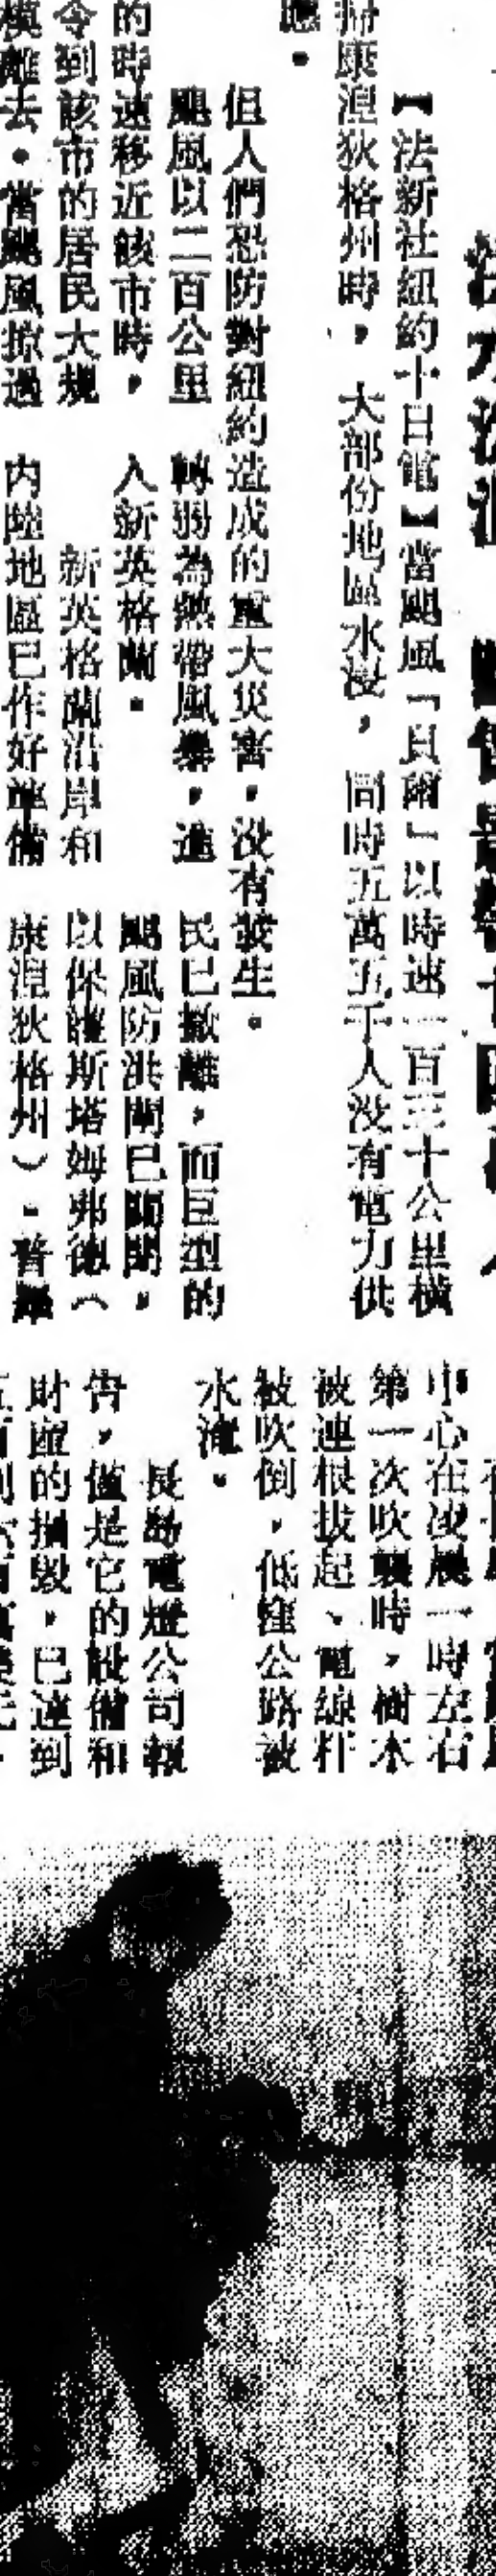 【法新社紐約十日電】當颶風「貝爾」以時速一百五十公里橫
掃康湼狄格州時，大部份地區水浸，同時五萬五千人沒有電力供
應。
但人們恐防對紐約造成的重大災害，沒有發生。
颶風以二百公里
的時速移近該市時，
令到該市的居民大規
模離去。當颶風掠過
轉弱為熱帶風暴，進
入新英格蘭。
新英格蘭沿岸和
內陸地區已作好準備
民已撤離，而巨型的
颶風防洪閘已關閉，
以保護斯塔姆弗德（
康湼狄格州）。普羅
中心在凌晨一時左右
第一次吹襲時，樹木
被連根拔起、電線杆
被吹倒，低窪公路被
水淹。
長島電燈公司報
告，僅是它的設備和
財產的損毀，已達到